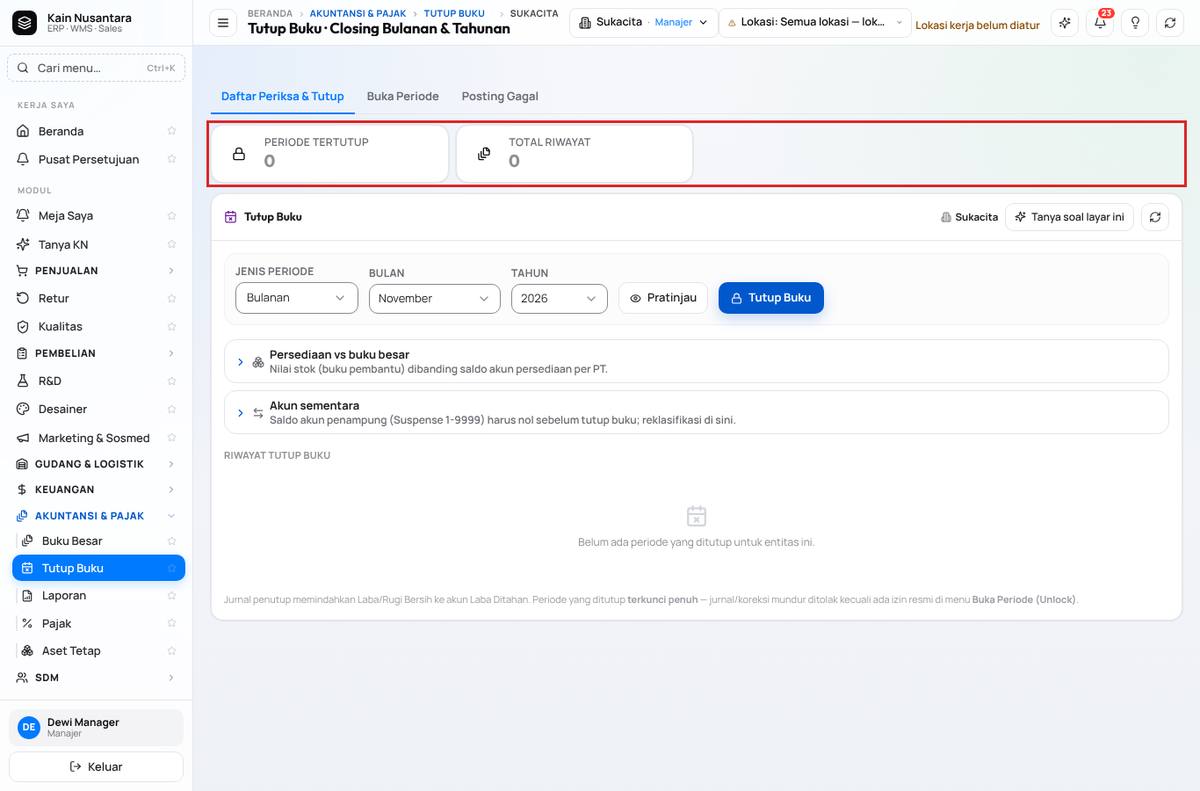 Kain Nusantara
ERP · WMS · Sales
Cari menu... Ctrl+K
KERJA SAYA
Beranda
Pusat Persetujuan
MODUL
Meja Saya
Tanya KN
PENJUALAN
Retur
Kualitas
PEMBELIAN
R&D
Desainer
Marketing & Sosmed
GUDANG & LOGISTIK
KEUANGAN
AKUNTANSI & PAJAK
Buku Besar
Tutup Buku
Laporan
Pajak
Aset Tetap
SDM
DE
Dewi Manager
Manajer
Keluar
BERANDA > AKUNTANSI & PAJAK > TUTUP BUKU > SUKACITA
Tutup Buku · Closing Bulanan & Tahunan
Sukacita · Manajer
Lokasi: Semua lokasi — lok...
Lokasi kerja belum diatur
23
Daftar Periksa & Tutup
Buka Periode
Posting Gagal
PERIODE TERTUTUP
0
TOTAL RIWAYAT
0
Tutup Buku
Sukacita
Tanya soal layar ini
JENIS PERIODE
Bulanan
BULAN
November
TAHUN
2026
Pratinjau
Tutup Buku
Persediaan vs buku besar
Nilai stok (buku pembantu) dibanding saldo akun persediaan per PT.
Akun sementara
Saldo akun penampung (Suspense 1-9999) harus nol sebelum tutup buku; reklasifikasi di sini.
RIWAYAT TUTUP BUKU
Belum ada periode yang ditutup untuk entitas ini.
Jurnal penutup memindahkan Laba/Rugi Bersih ke akun Laba Ditahan. Periode yang ditutup terkunci penuh — jurnal/koreksi mundur ditolak kecuali ada izin resmi di menu Buka Periode (Unlock).